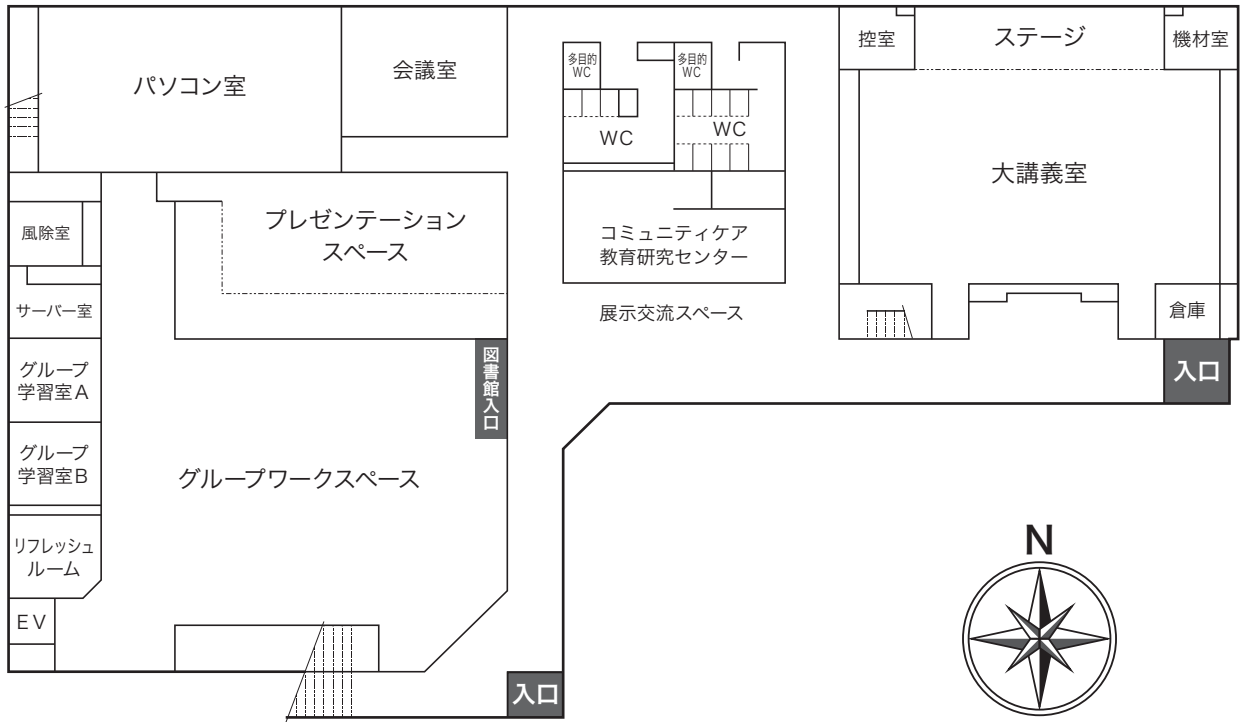 パソコン室
会議室
多目的
WC
多目的
WC
WC
WC
控室
ステージ
機材室
大講義室
プレゼンテーション
スペース
コミュニティケア
教育研究センター
風除室
サーバー室
展示交流スペース
倉庫
グループ
学習室A
図書館入口
入口
グループ
学習室B
グループワークスペース
リフレッシュ
ルーム
EV
入口
N